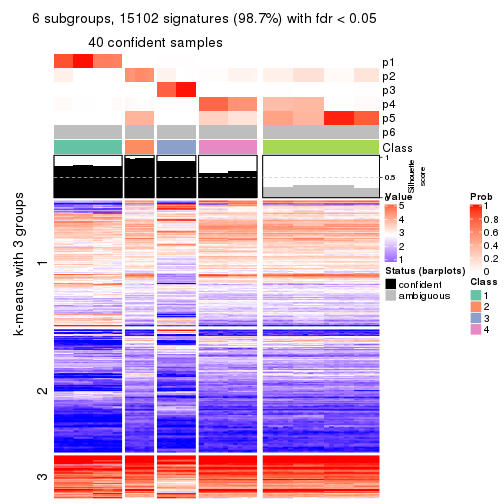 6 subgroups, 15102 signatures (98.7%) with fdr < 0.05
40 confident samples
p1
p2
p3
p4
p5
p6
Class
1
0.5
0
Silhouette
score
k-means with 3 groups
1
2
3
Value
5
4
3
2
1
Status (barplots)
confident
ambiguous
Prob
1
0.8
0.6
0.4
0.2
0
Class
1
2
3
4